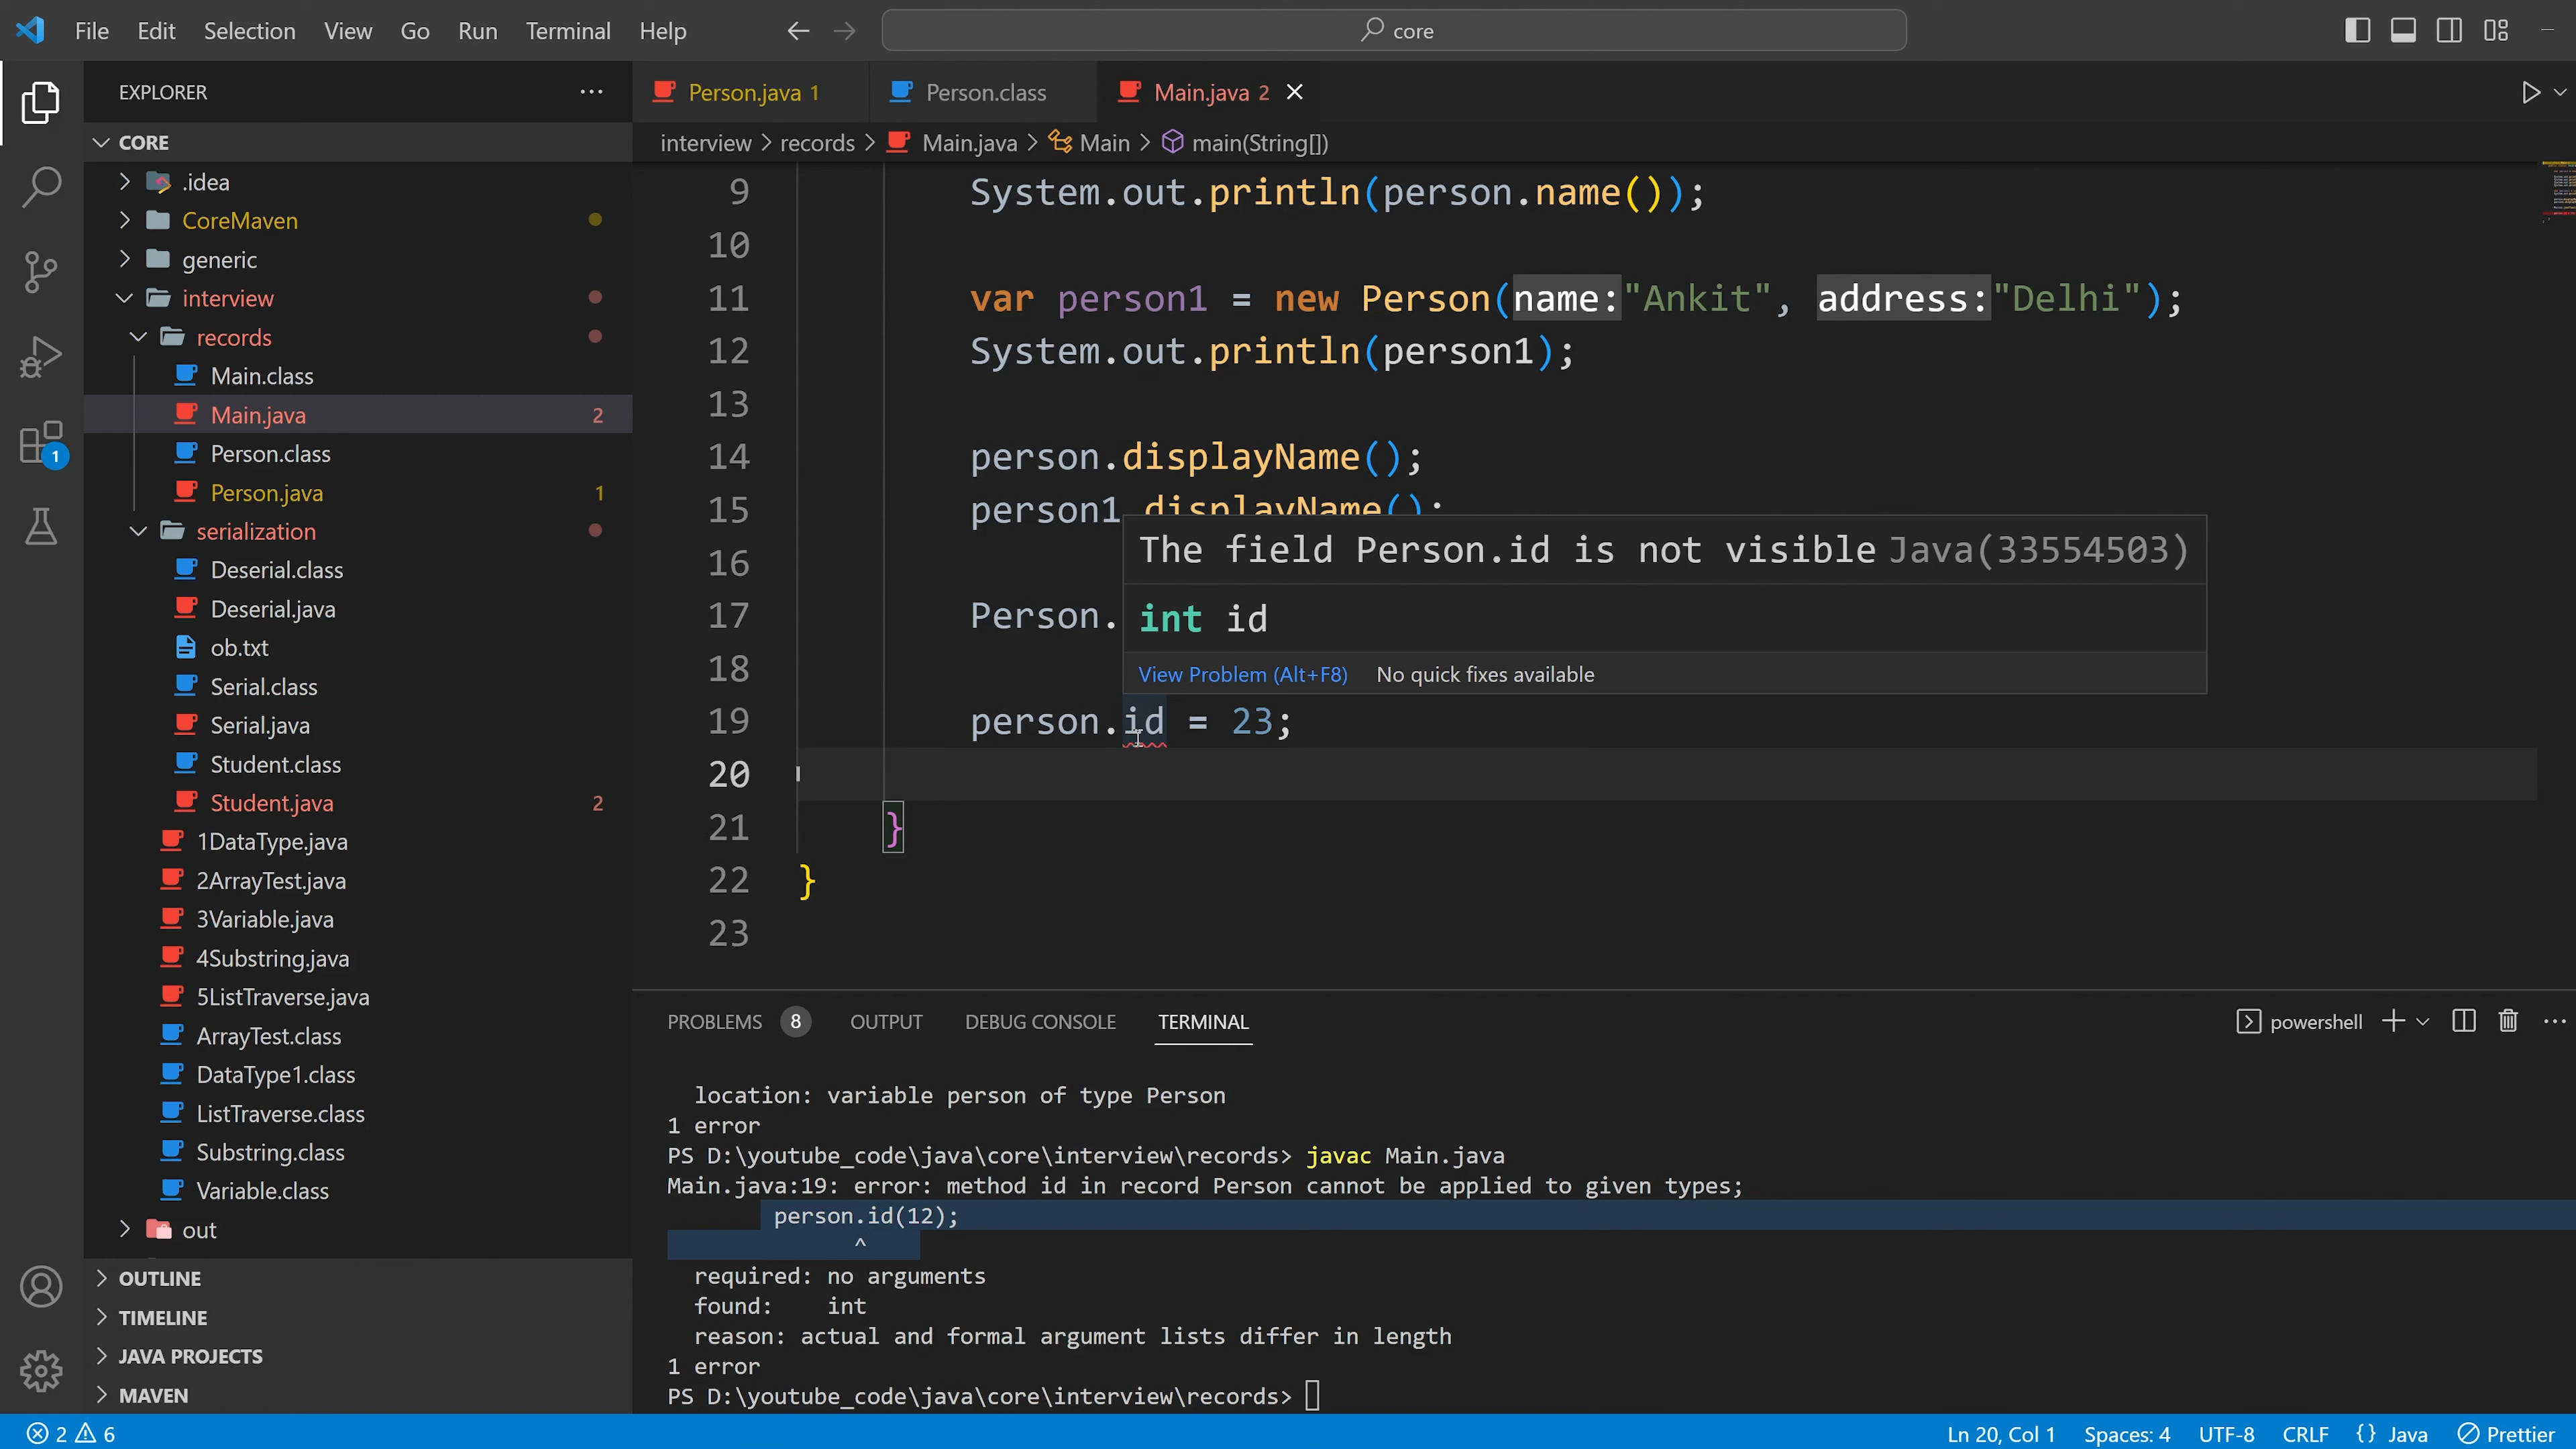 File Edit Selection View Go Run Terminal Help
core
EXPLORER
CORE
.idea
CoreMaven
generic
interview
records
Main.class
Main.java 2
Person.class
Person.java 1
serialization
Deserial.class
Deserial.java
ob.txt
Serial.class
Serial.java
Student.class
Student.java 2
1DataType.java
2ArrayTest.java
3Variable.java
4Substring.java
5ListTraverse.java
ArrayTest.class
DataType1.class
ListTraverse.class
Substring.class
Variable.class
out
OUTLINE
TIMELINE
JAVA PROJECTS
MAVEN
1
Person.java 1 Person.class Main.java 2
interview > records > Main.java > Main > main(String[])
9 System.out.println(person.name());
10
11 var person1 = new Person(name:"Ankit", address:"Delhi");
12 System.out.println(person1);
13
14 person.displayName();
15 person1.displayName();
16
The field Person.id is not visible Java(33554503)
17 Person.
int id
18
View Problem (Alt+F8) No quick fixes available
19 person.id = 23;
20
21 }
22 }
23
PROBLEMS 8 OUTPUT DEBUG CONSOLE TERMINAL powershell
location: variable person of type Person
1 error
PS D:\youtube_code\java\core\interview\records> javac Main.java
Main.java:19: error: method id in record Person cannot be applied to given types;
person.id(12);
^
required: no arguments
found: int
reason: actual and formal argument lists differ in length
1 error
PS D:\youtube_code\java\core\interview\records>
2 6 Ln 20, Col 1 Spaces: 4 UTF-8 CRLF {} Java Prettier